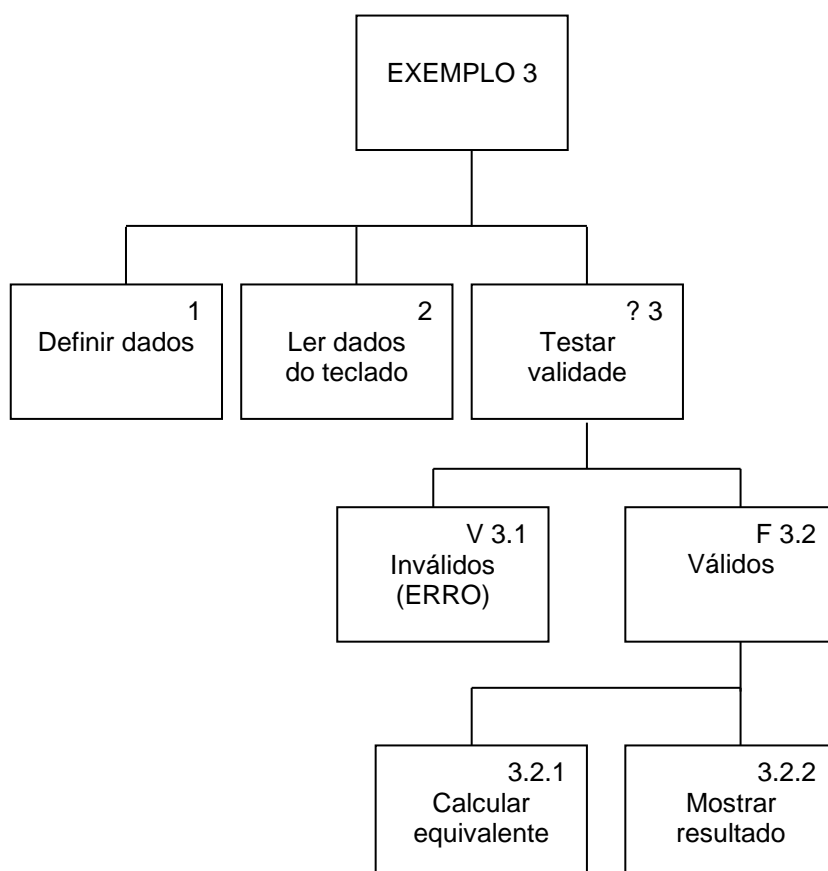 EXEMPLO 3
1
Definir dados
2
Ler dados
do teclado
? 3
Testar
validade
V 3.1
Inválidos
(ERRO)
F 3.2
Válidos
3.2.1
Calcular
equivalente
3.2.2
Mostrar
resultado